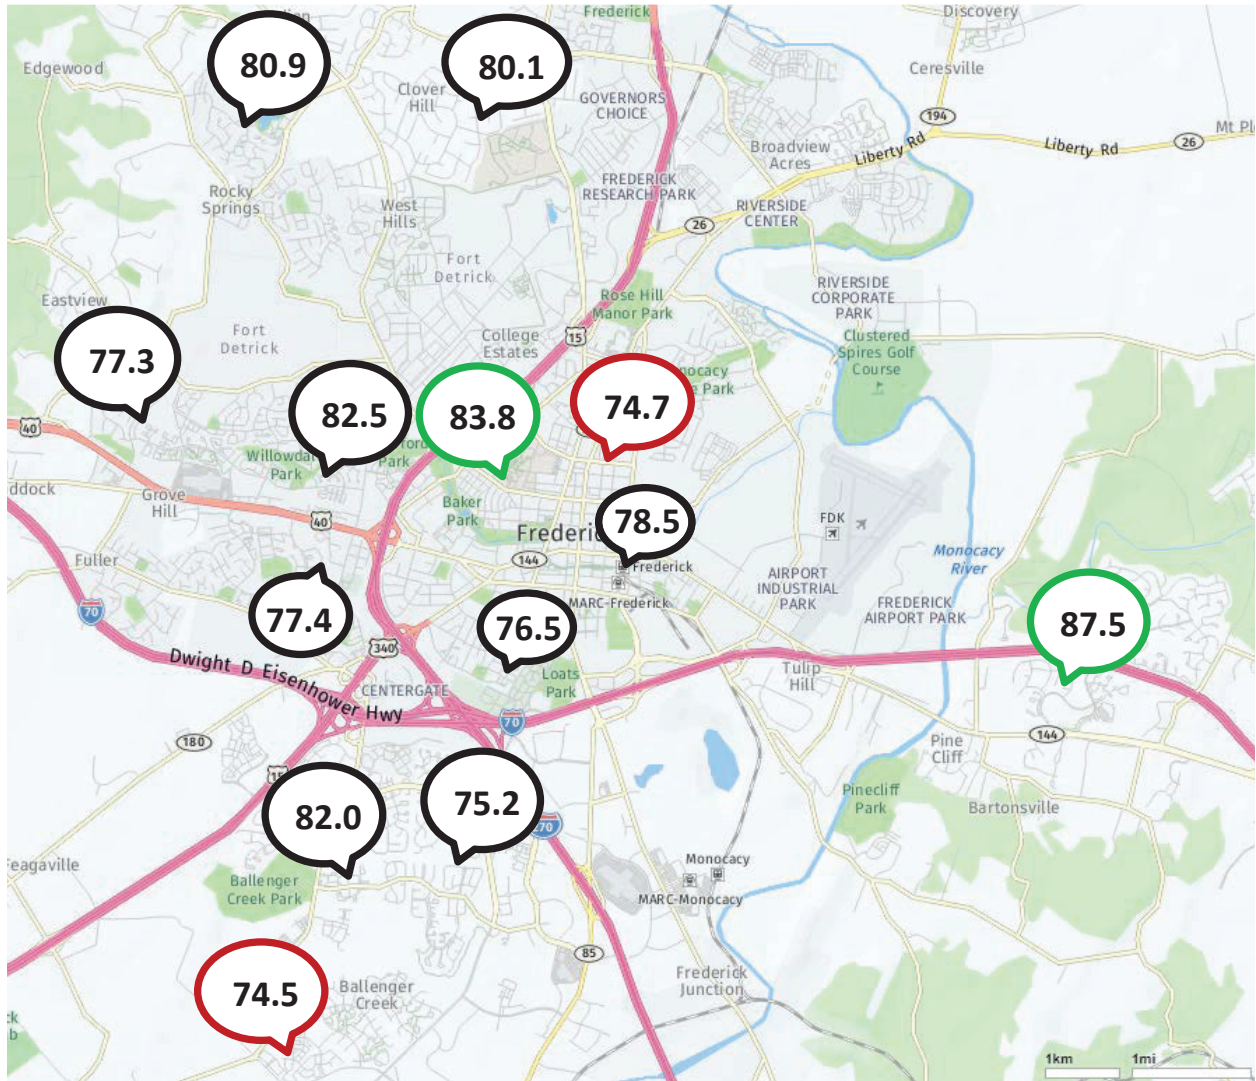 Frederick
Discovery
80.9
80.1
Edgewood
Clover
Hill
GOVERNORS
CHOICE
Ceresville
194
Broadview
Acres
Liberty Rd
Liberty Rd
26
Mt Pl
Rocky
Springs
West
Hills
FREDERICK
RESEARCH PARK
RIVERSIDE
CENTER
26
Fort
Detrick
Eastview
Rose Hill
Manor Park
RIVERSIDE
CORPORATE
PARK
Fort
Detrick
College
Estates
15
Clustered
Spires Golf
Course
77.3
82.5
83.8
74.7
40
Park
Park
Grove
Hill
40
Baker
Park
78.5
FDK
144
Frederick
Fuller
MARC-Frederick
AIRPORT
INDUSTRIAL
PARK
Monocacy
River
FREDERICK
AIRPORT PARK
70
77.4
76.5
87.5
340
Dwight D Eisenhower Hwy
CENTERGATE
Loats
Park
Tulip
Hill
70
180
144
Pine
Cliff
15
82.0
75.2
270
Pinecliff
Park
Bartonsville
Ballenger
Creek Park
Monocacy
MARC-Monocacy
85
74.5
Ballenger
Creek
Frederick
Junction
1km
1mi